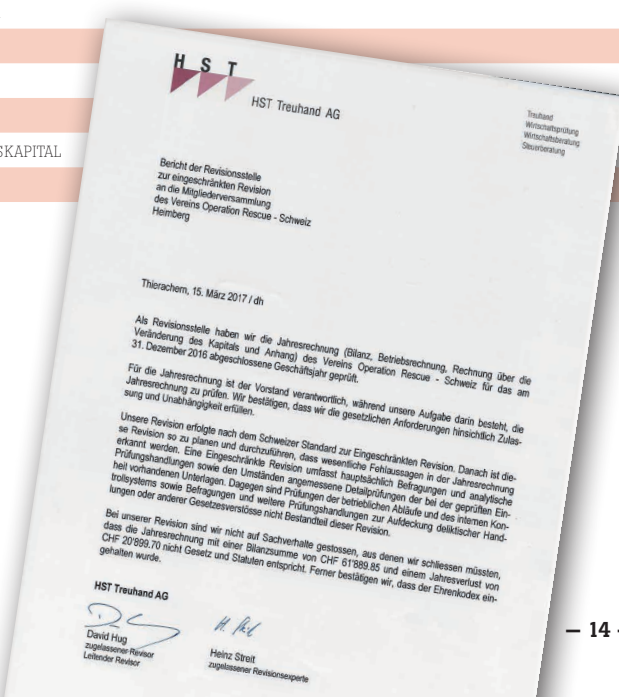 SKAPITAL
H S T
HST Treuhand AG
Treuhand
Wirtschaftsprüfung
Wirtschaftsberatung
Steuerberatung
Bericht der Revisionsstelle
zur eingeschränkten Revision
an die Mitgliederversammlung
des Vereins Operation Rescue - Schweiz
Heimberg
Thierachern, 15. März 2017 / dh
Als Revisionsstelle haben wir die Jahresrechnung (Bilanz, Betriebsrechnung, Rechnung über die
Veränderung des Kapitals und Anhang) des Vereins Operation Rescue - Schweiz für das am
31. Dezember 2016 abgeschlossene Geschäftsjahr geprüft.
Für die Jahresrechnung ist der Vorstand verantwortlich, während unsere Aufgabe darin besteht, die
Jahresrechnung zu prüfen. Wir bestätigen, dass wir die gesetzlichen Anforderungen hinsichtlich Zulas-
sung und Unabhängigkeit erfüllen.
Unsere Revision erfolgte nach dem Schweizer Standard zur Eingeschränkten Revision. Danach ist die-
se Revision so zu planen und durchzuführen, dass wesentliche Fehlaussagen in der Jahresrechnung
erkannt werden. Eine Eingeschränkte Revision umfasst hauptsächlich Befragungen und analytische
Prüfungshandlungen sowie den Umständen angemessene Detailprüfungen der bei der geprüften Ein-
heit vorhandenen Unterlagen. Dagegen sind Prüfungen der betrieblichen Abläufe und des internen Kon-
trollsystems sowie Befragungen und weitere Prüfungshandlungen zur Aufdeckung deliktischer Hand-
lungen oder anderer Gesetzesverstösse nicht Bestandteil dieser Revision.
Bei unserer Revision sind wir nicht auf Sachverhalte gestossen, aus denen wir schliessen müssten,
dass die Jahresrechnung mit einer Bilanzsumme von CHF 61'889.85 und einem Jahresverlust von
CHF 20'899.70 nicht Gesetz und Statuten entspricht. Ferner bestätigen wir, dass der Ehrenkodex ein-
gehalten wurde.
HST Treuhand AG
David Hug
zugelassener Revisor
Leitender Revisor
Heinz Streit
zugelassener Revisionsexperte
– 14 -